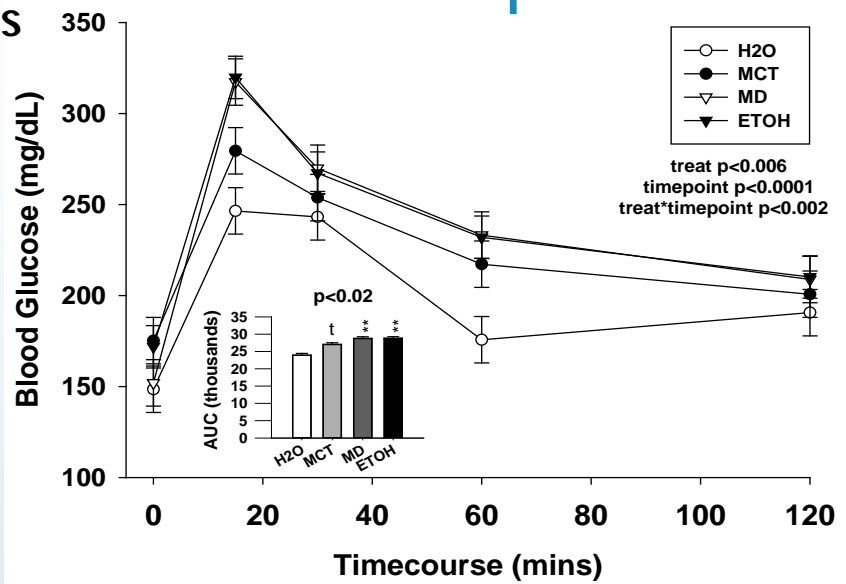 s
350
300
250
200
150
100
Blood Glucose (mg/dL)
H2O
MCT
MD
ETOH
treat p<0.006
timepoint p<0.0001
treat*timepoint p<0.002
p<0.02
35
30
25
20
15
10
5
0
AUC (thousands)
t
**
**
H2O
MCT
MD
ETOH
0
20
40
60
80
100
120
Timecourse (mins)